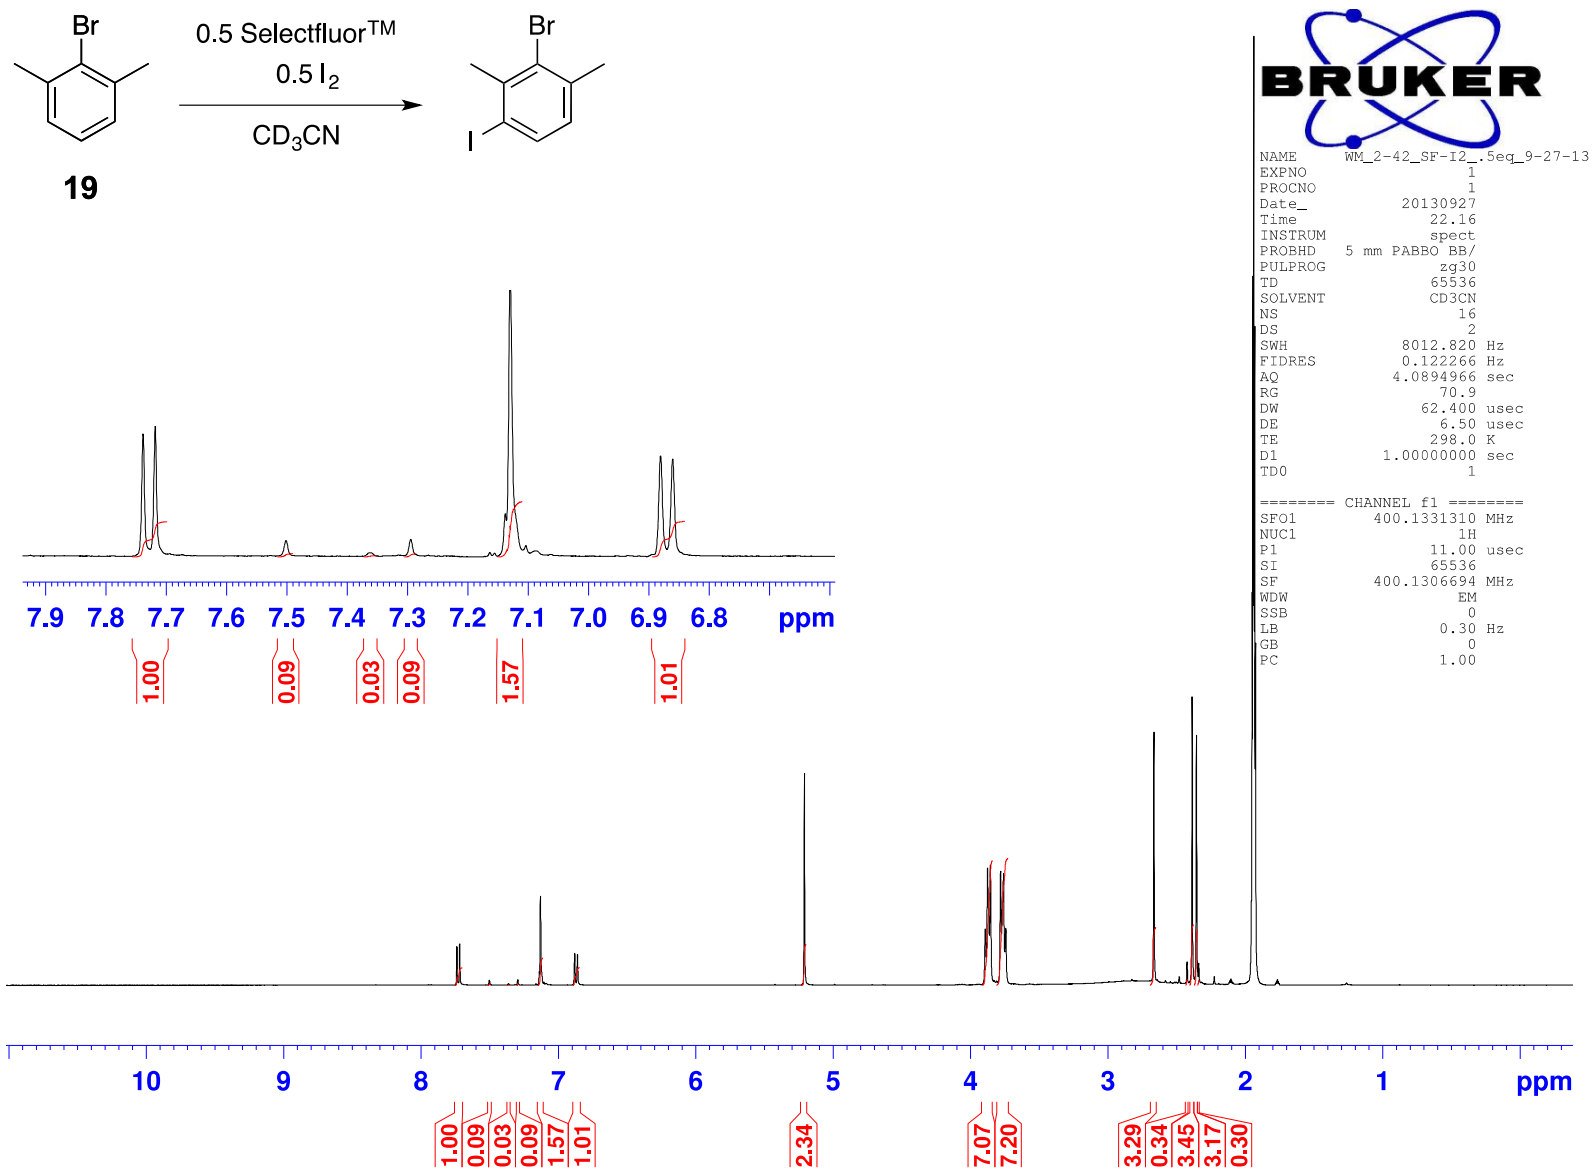 Br
0.5 Selectfluor™
0.5 I2
CD3CN
19
Br
I
BRUKER
NAME WM_2-42_SF-I2_.5eq_9-27-13
EXPNO 1
PROCNO 1
Date_ 20130927
Time 22.16
INSTRUM spect
PROBHD 5 mm PABBO BB/
PULPROG zg30
TD 65536
SOLVENT CD3CN
NS 16
DS 2
SWH 8012.820 Hz
FIDRES 0.122266 Hz
AQ 4.0894966 sec
RG 70.9
DW 62.400 usec
DE 6.50 usec
TE 298.0 K
D1 1.00000000 sec
TD0 1
======== CHANNEL f1 ========
SFO1 400.1331310 MHz
NUC1 1H
P1 11.00 usec
SI 65536
SF 400.1306694 MHz
WDW EM
SSB 0
LB 0.30 Hz
GB 0
PC 1.00
7.9 7.8 7.7 7.6 7.5 7.4 7.3 7.2 7.1 7.0 6.9 6.8 ppm
1.00 0.09 0.03 0.09 1.57 1.01
10 9 8 7 6 5 4 3 2 1 ppm
1.00 0.09 0.03 0.09 1.57 1.01 2.34 7.07 7.20 3.29 0.34 3.45 3.17 0.30